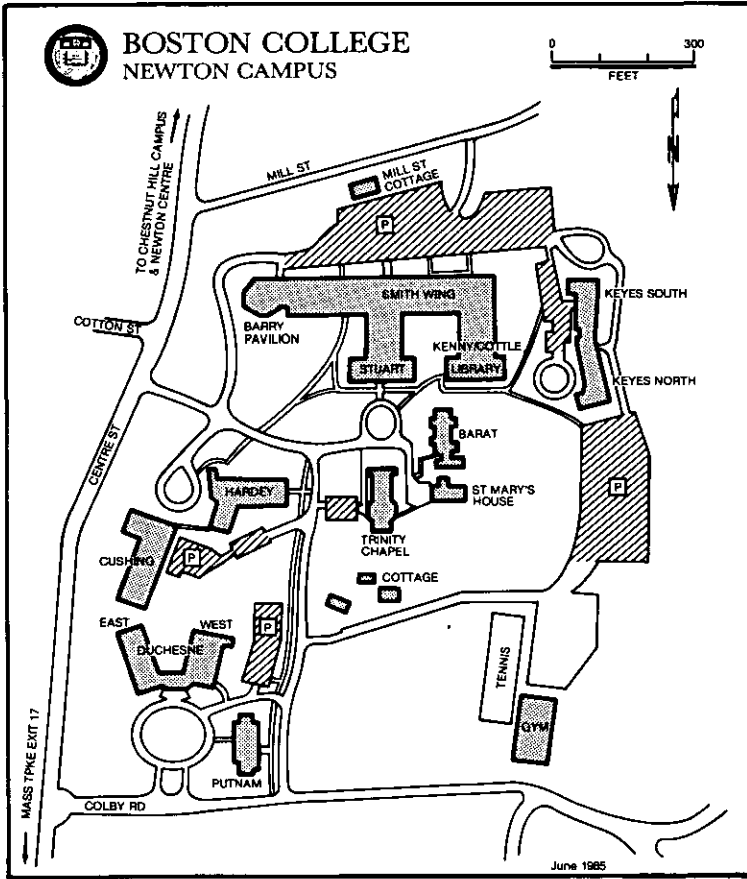 BOSTON COLLEGE
NEWTON CAMPUS
0 300
FEET
N
TO CHESTNUT HILL CAMPUS
& NEWTON CENTRE
MILL ST
MILL ST
COTTAGE
P
COTTON ST
SMITH WING
BARRY
PAVILION
KEYES SOUTH
KENNY/COTTLE
STUART
LIBRARY
KEYES NORTH
CENTRE ST
BARAT
HARDEY
ST MARY'S
HOUSE
P
TRINITY
CHAPEL
CUSHING
P
COTTAGE
EAST
WEST
P
DUCHESNE
TENNIS
GYM
PUTNAM
MASS TPKE EXIT 17
COLBY RD
June 1985